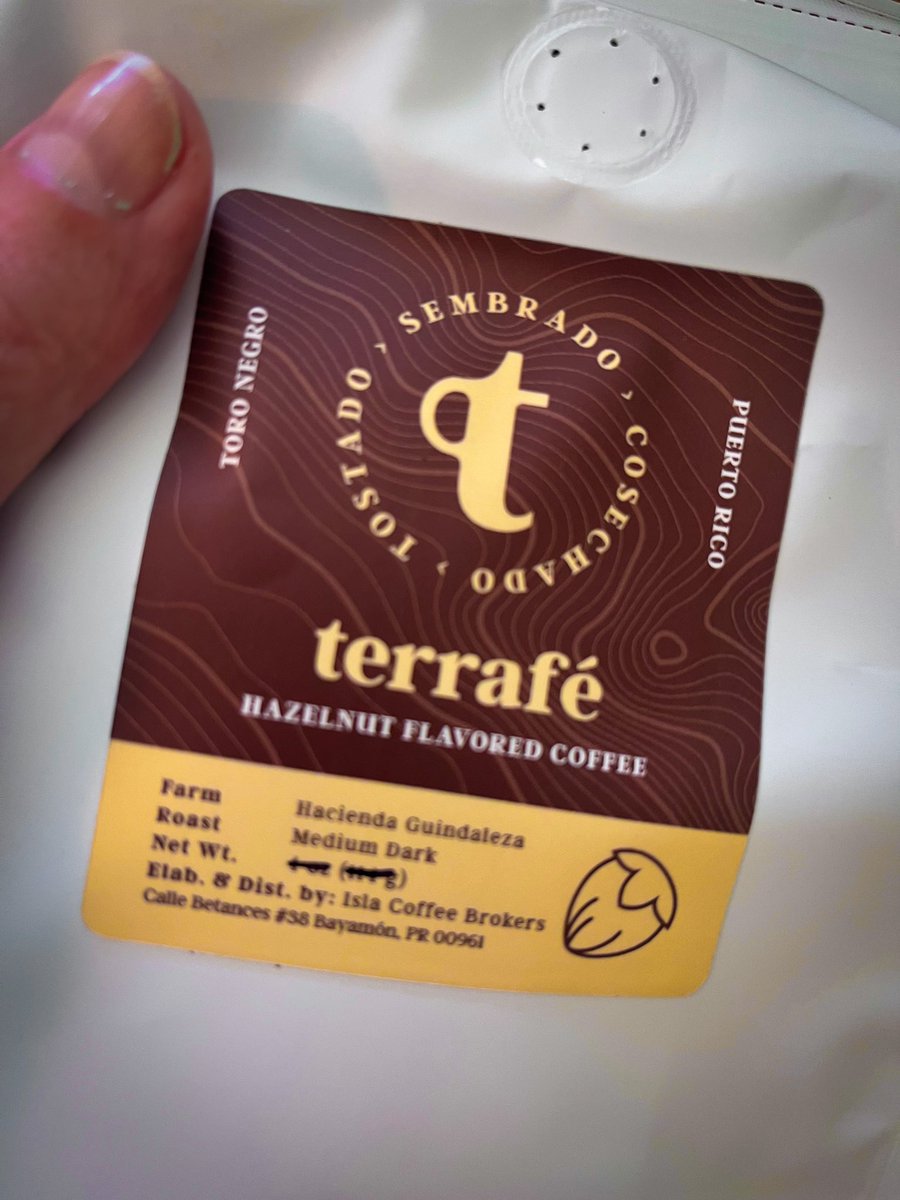 SEMBRADO , COSECHADO , TOSTADO ,
TORO NEGRO
PUERTO RICO
t
terrafé
HAZELNUT FLAVORED COFFEE
Farm Hacienda Guindaleza
Roast Medium Dark
Net Wt.
Elab. & Dist. by: Isla Coffee Brokers
Calle Betances #38 Bayamón, PR 00961